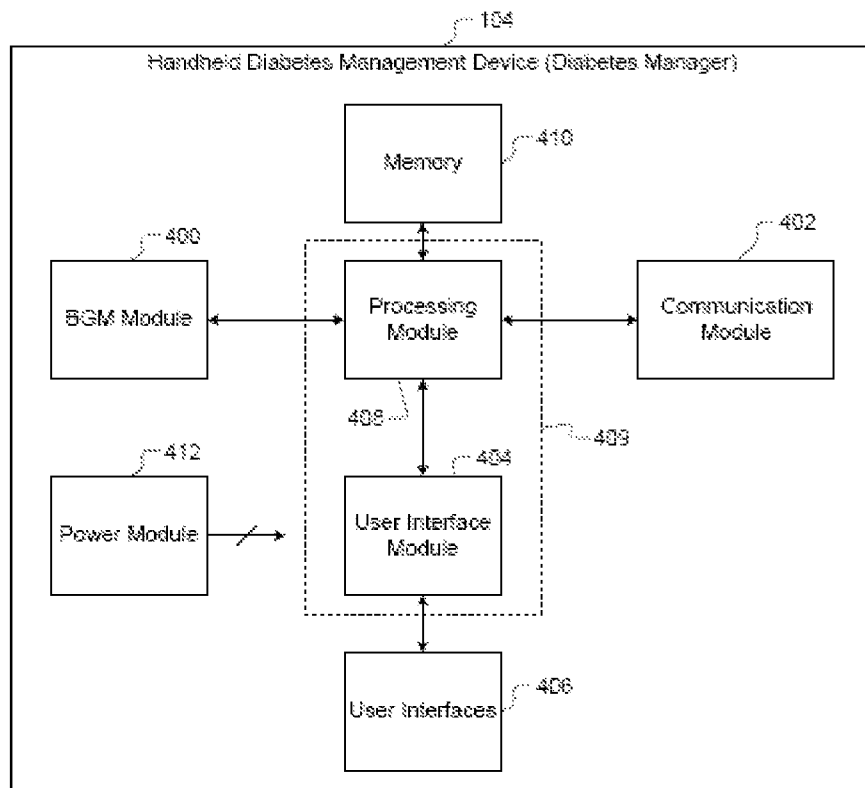 104
Handheld Diabetes Management Device (Diabetes Manager)
Memory
410
400
402
BGM Module
Processing
Module
Communication
Module
408
409
412
404
Power Module
User Interface
Module
User Interfaces
406